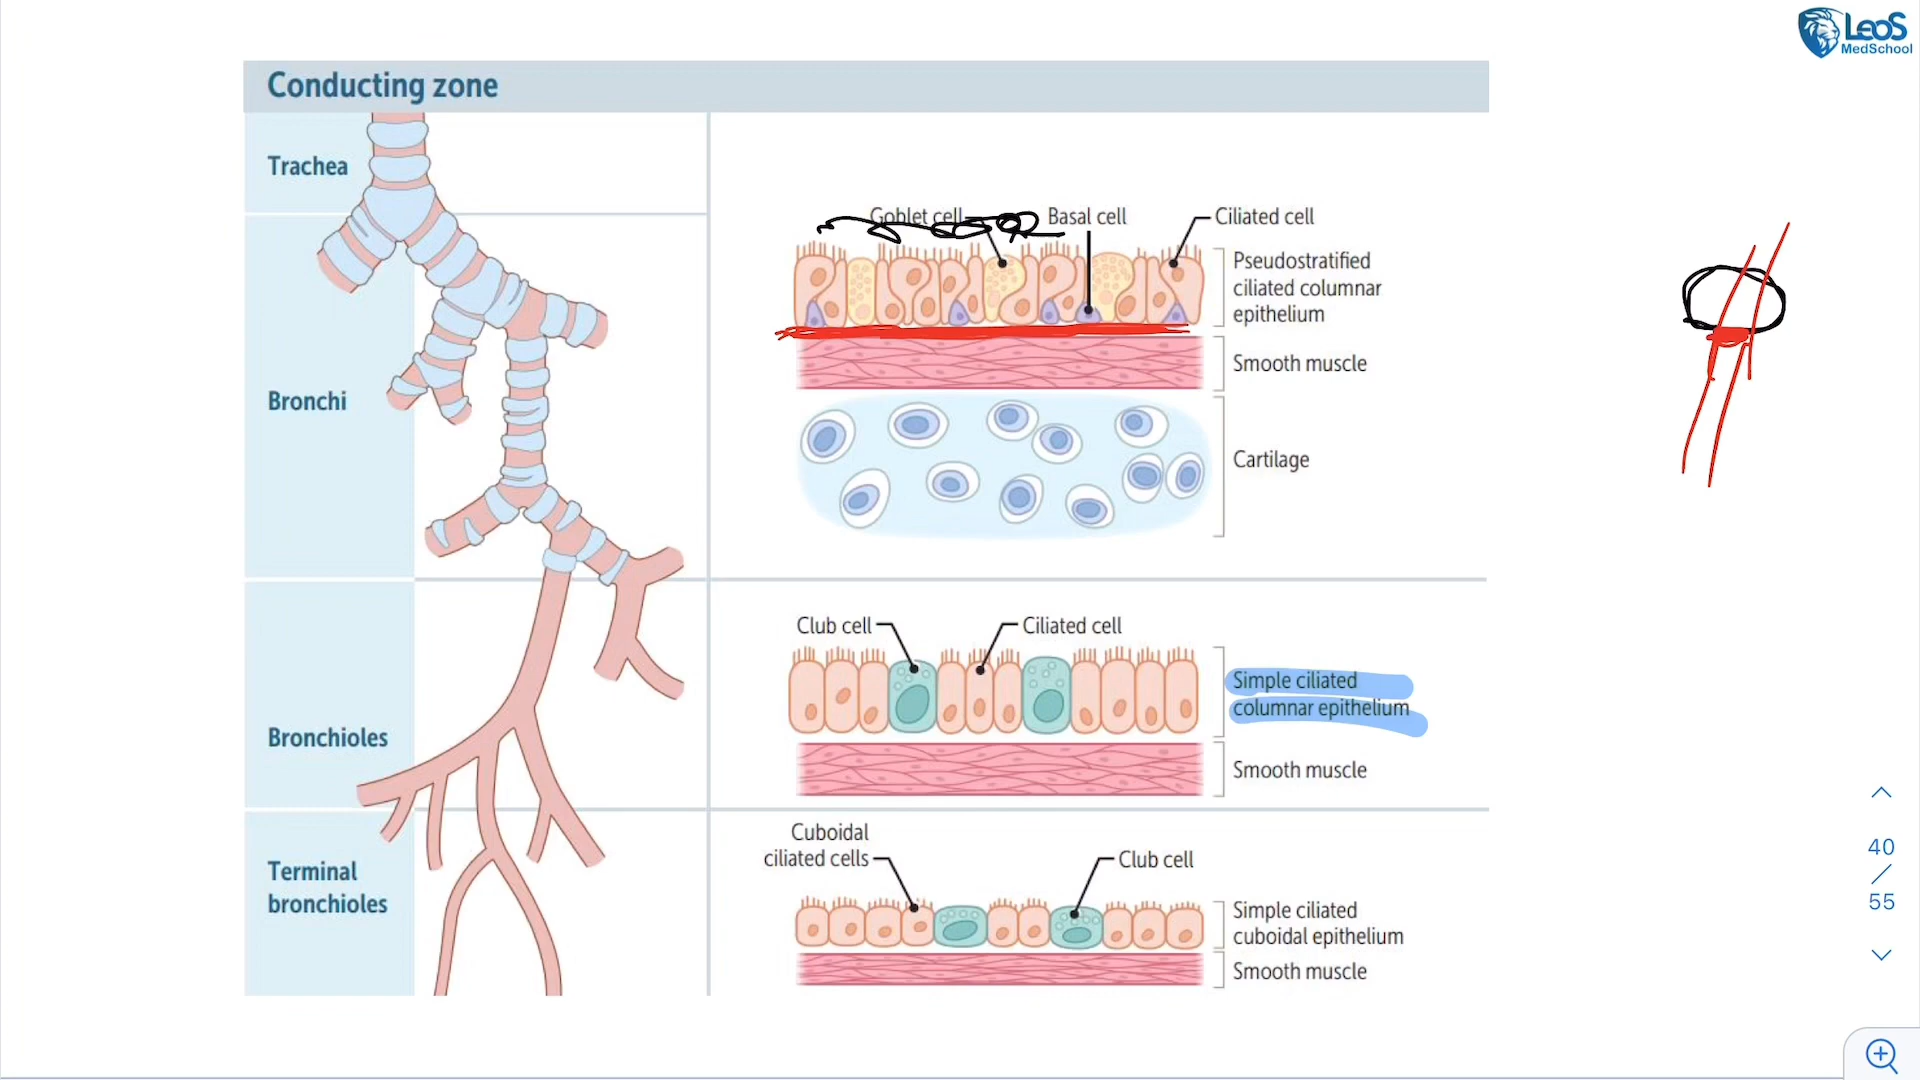 LeoS
MedSchool
Conducting zone
Trachea
Goblet cell
Basal cell
Ciliated cell
Pseudostratified
ciliated columnar
epithelium
Smooth muscle
Bronchi
Cartilage
Club cell
Ciliated cell
Simple ciliated
columnar epithelium
Bronchioles
Smooth muscle
Cuboidal
ciliated cells
Club cell
Terminal
bronchioles
Simple ciliated
cuboidal epithelium
Smooth muscle
40
/
55